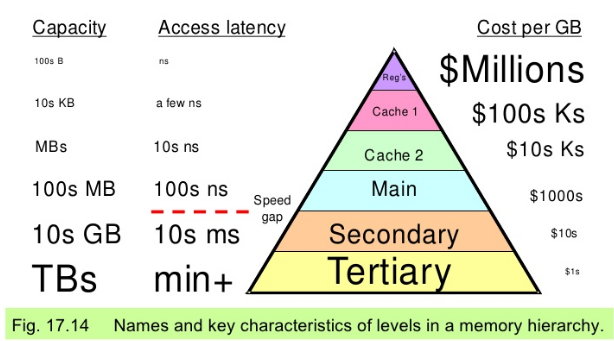 Capacity Access latency Cost per GB
100s B ns Reg's $Millions
10s KB a few ns Cache 1 $100s Ks
MBs 10s ns Cache 2 $10s Ks
100s MB 100s ns Main $1000s
Speed
gap
10s GB 10s ms Secondary $10s
TBs min+ Tertiary $1s
Fig. 17.14 Names and key characteristics of levels in a memory hierarchy.